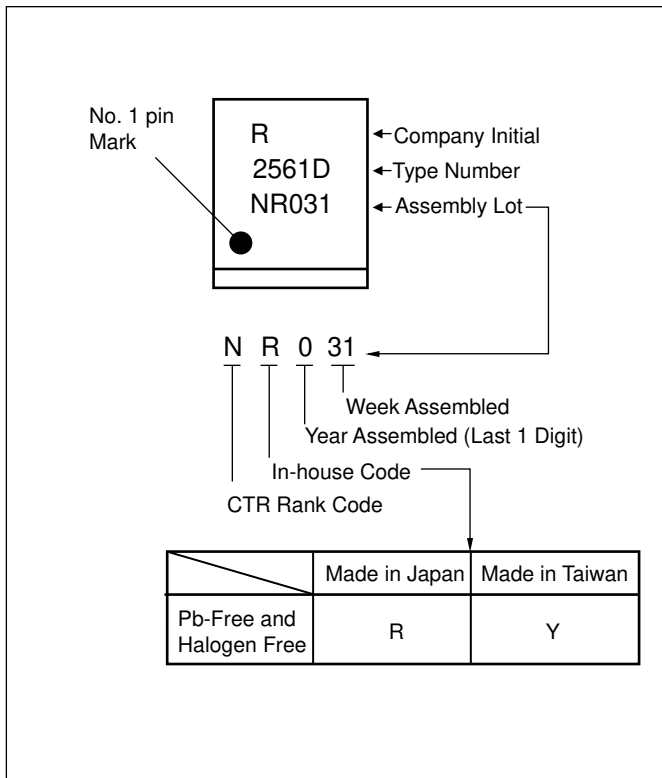 No. 1 pin
Mark
R
2561D
NR031
Company Initial
Type Number
Assembly Lot
N R 0 31
Week Assembled
Year Assembled (Last 1 Digit)
In-house Code
CTR Rank Code
Made in Japan Made in Taiwan
Pb-Free and
Halogen Free
R Y